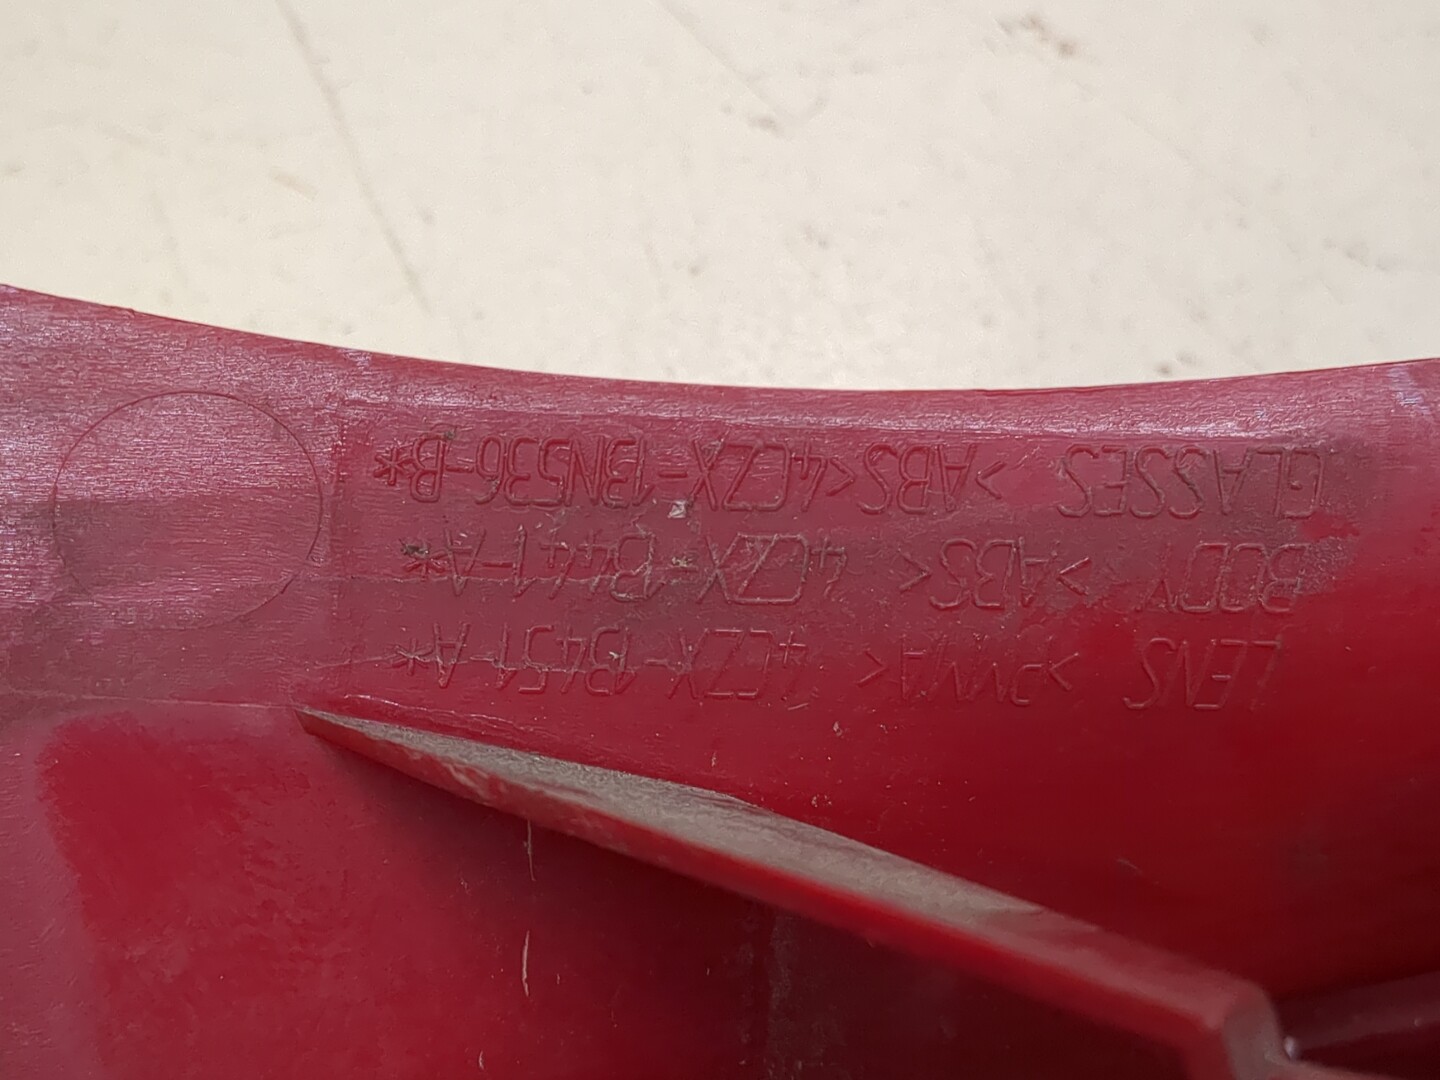 LENS >PMMA< 4CZX-13451-A*
BODY >ABS< 4CZX-13441-A*
GLASSES >ABS<4CZX-13N536-B*